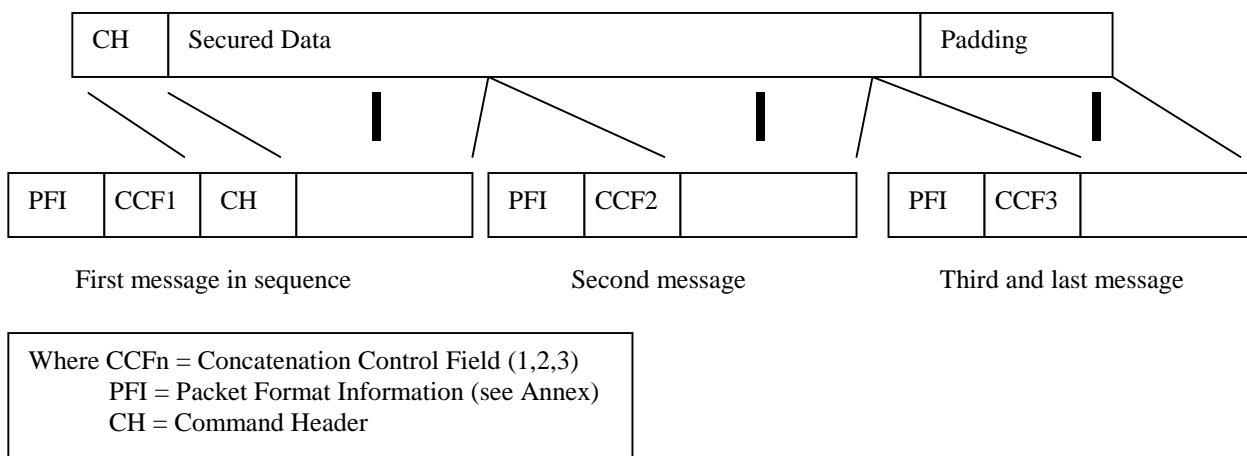 CH Secured Data Padding
PFI CCF1 CH PFI CCF2 PFI CCF3
First message in sequence Second message Third and last message
Where CCFn = Concatenation Control Field (1,2,3)
PFI = Packet Format Information (see Annex)
CH = Command Header